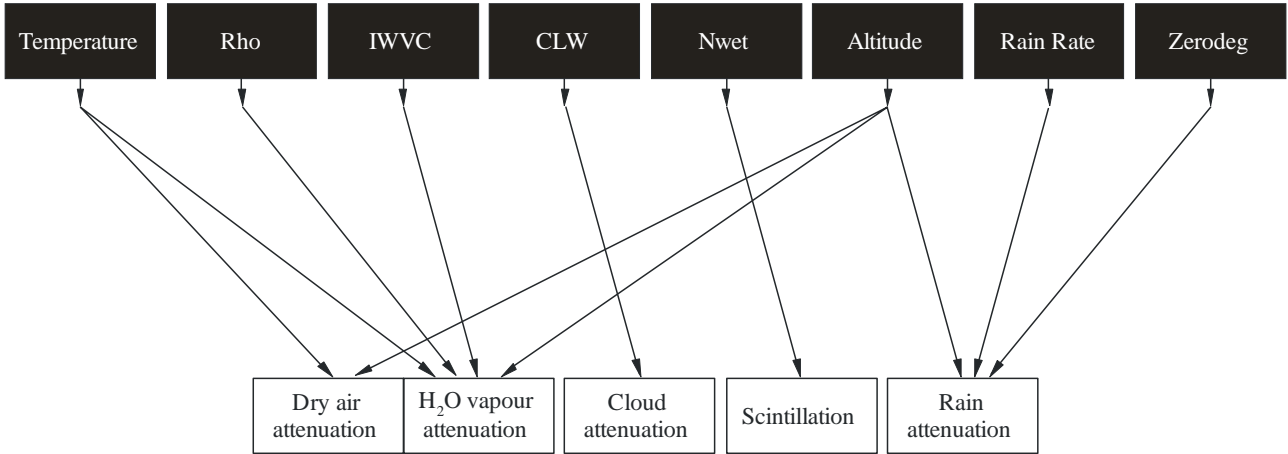 Temperature
Rho
IWVC
CLW
Nwet
Altitude
Rain Rate
Zerodeg
Dry air
attenuation
H₂O vapour
attenuation
Cloud
attenuation
Scintillation
Rain
attenuation